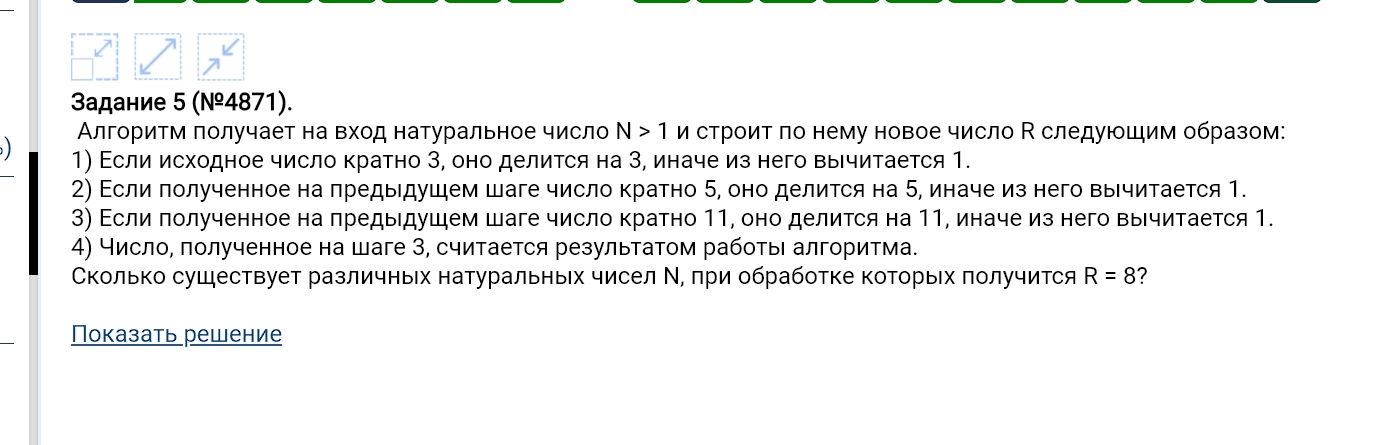 Задание 5 (№4871).
Алгоритм получает на вход натуральное число N > 1 и строит по нему новое число R следующим образом:
1) Если исходное число кратно 3, оно делится на 3, иначе из него вычитается 1.
2) Если полученное на предыдущем шаге число кратно 5, оно делится на 5, иначе из него вычитается 1.
3) Если полученное на предыдущем шаге число кратно 11, оно делится на 11, иначе из него вычитается 1.
4) Число, полученное на шаге 3, считается результатом работы алгоритма.
Сколько существует различных натуральных чисел N, при обработке которых получится R = 8?
Показать решение